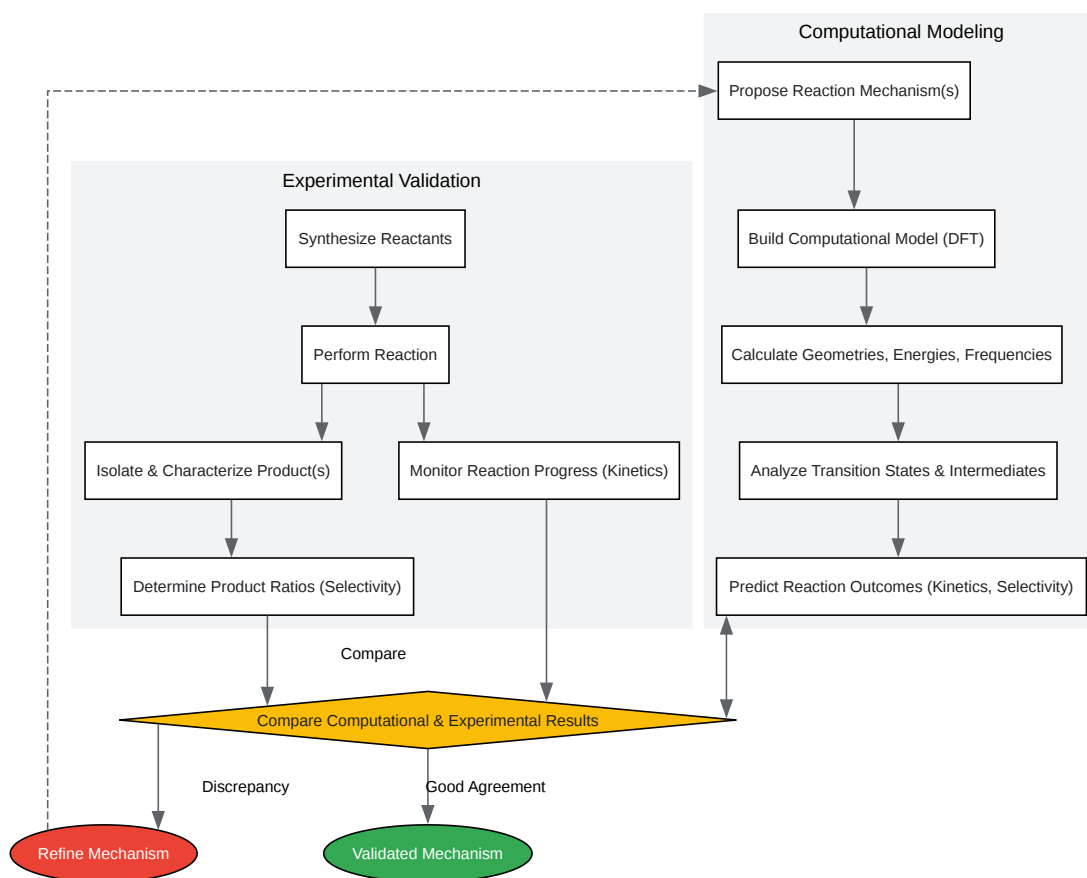 Computational Modeling
Propose Reaction Mechanism(s)
Experimental Validation
Synthesize Reactants
Build Computational Model (DFT)
Perform Reaction
Calculate Geometries, Energies, Frequencies
Isolate & Characterize Product(s)
Monitor Reaction Progress (Kinetics)
Analyze Transition States & Intermediates
Determine Product Ratios (Selectivity)
Predict Reaction Outcomes (Kinetics, Selectivity)
Compare
Compare Computational & Experimental Results
Discrepancy
Good Agreement
Refine Mechanism
Validated Mechanism